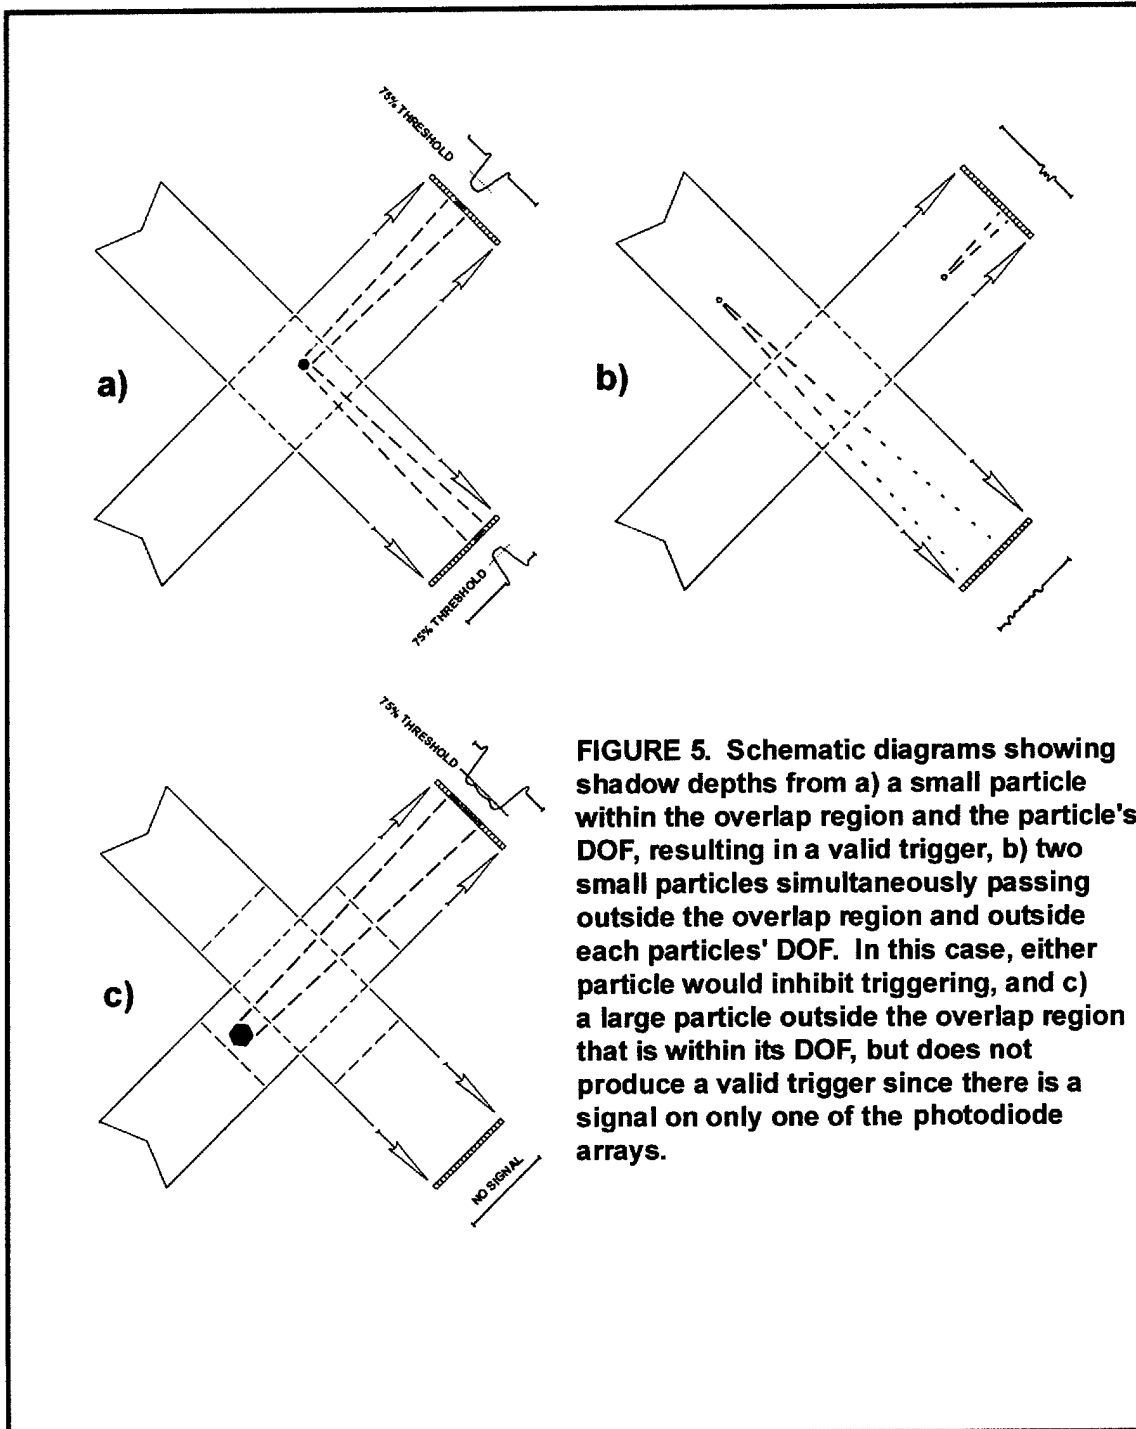 75% THRESHOLD
a)
75% THRESHOLD
b)
75% THRESHOLD
c)
NO SIGNAL
FIGURE 5. Schematic diagrams showing
shadow depths from a) a small particle
within the overlap region and the particle's
DOF, resulting in a valid trigger, b) two
small particles simultaneously passing
outside the overlap region and outside
each particles' DOF. In this case, either
particle would inhibit triggering, and c)
a large particle outside the overlap region
that is within its DOF, but does not
produce a valid trigger since there is a
signal on only one of the photodiode
arrays.